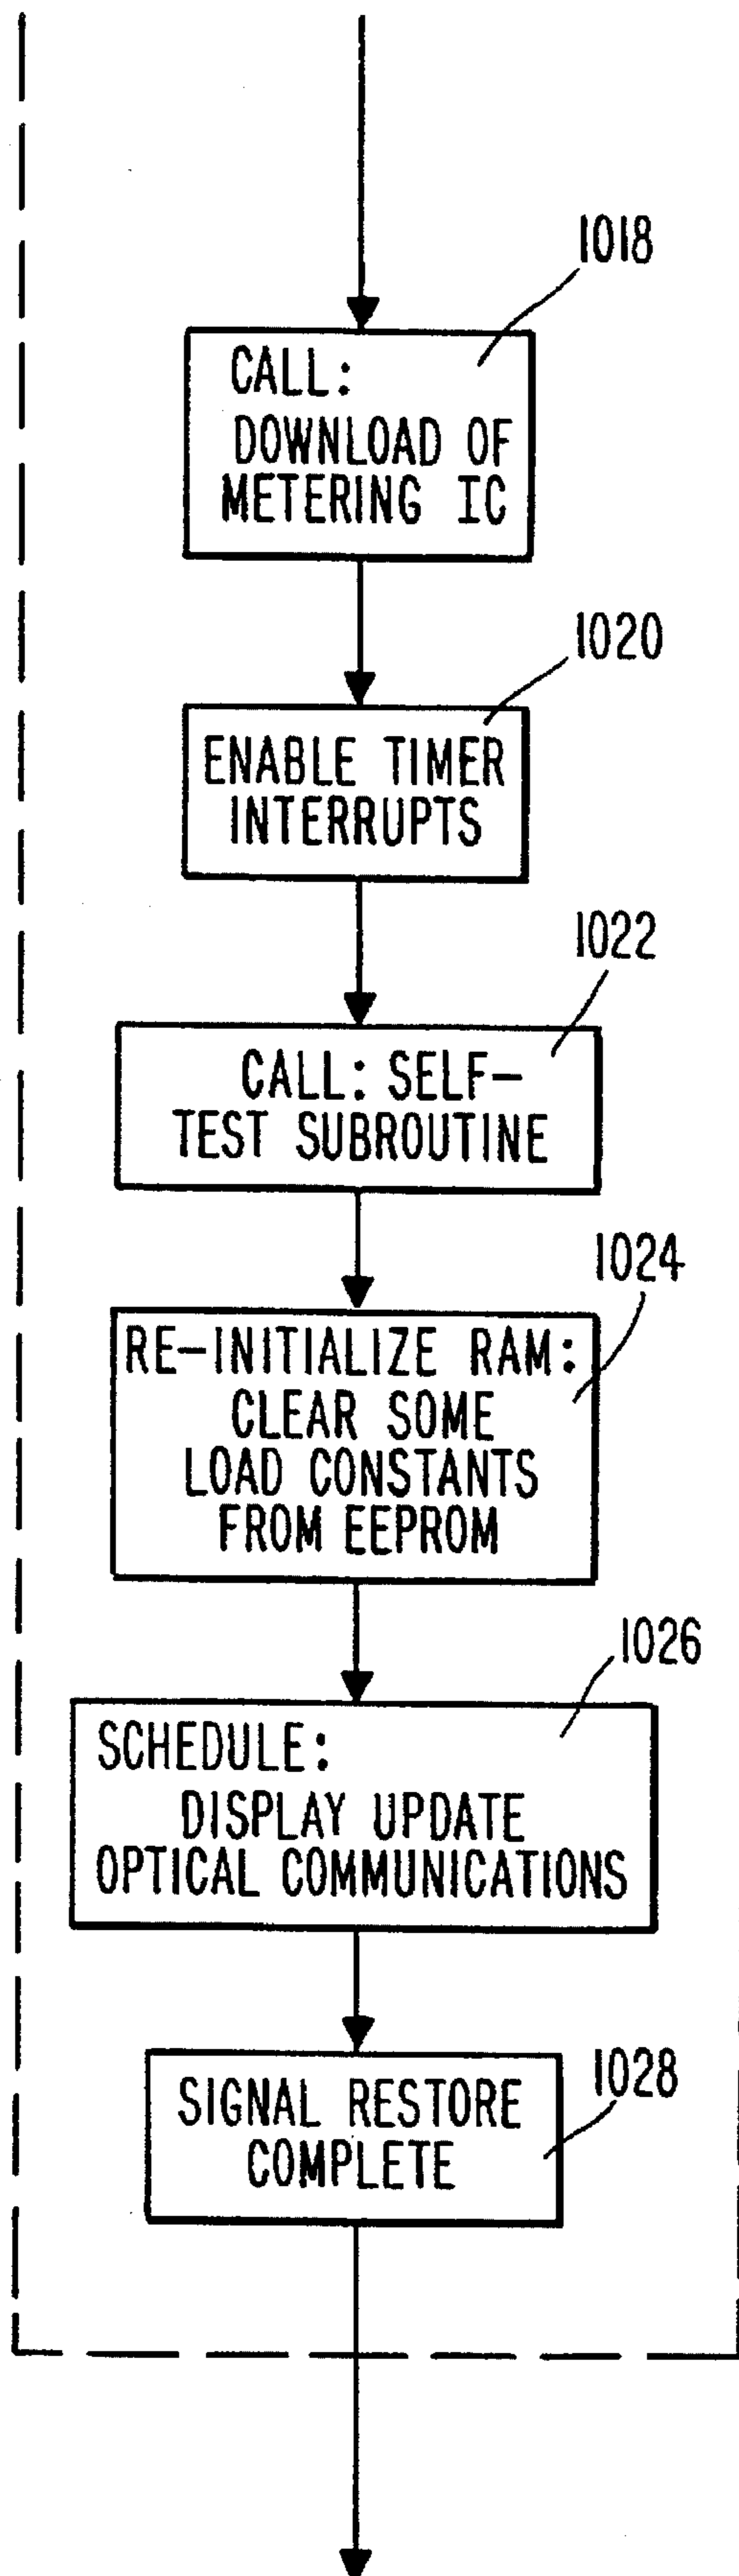 1018
CALL:
DOWNLOAD OF
METERING IC
1020
ENABLE TIMER
INTERRUPTS
1022
CALL: SELF-
TEST SUBROUTINE
1024
RE-INITIALIZE RAM:
CLEAR SOME
LOAD CONSTANTS
FROM EEPROM
1026
SCHEDULE:
DISPLAY UPDATE
OPTICAL COMMUNICATIONS
1028
SIGNAL RESTORE
COMPLETE